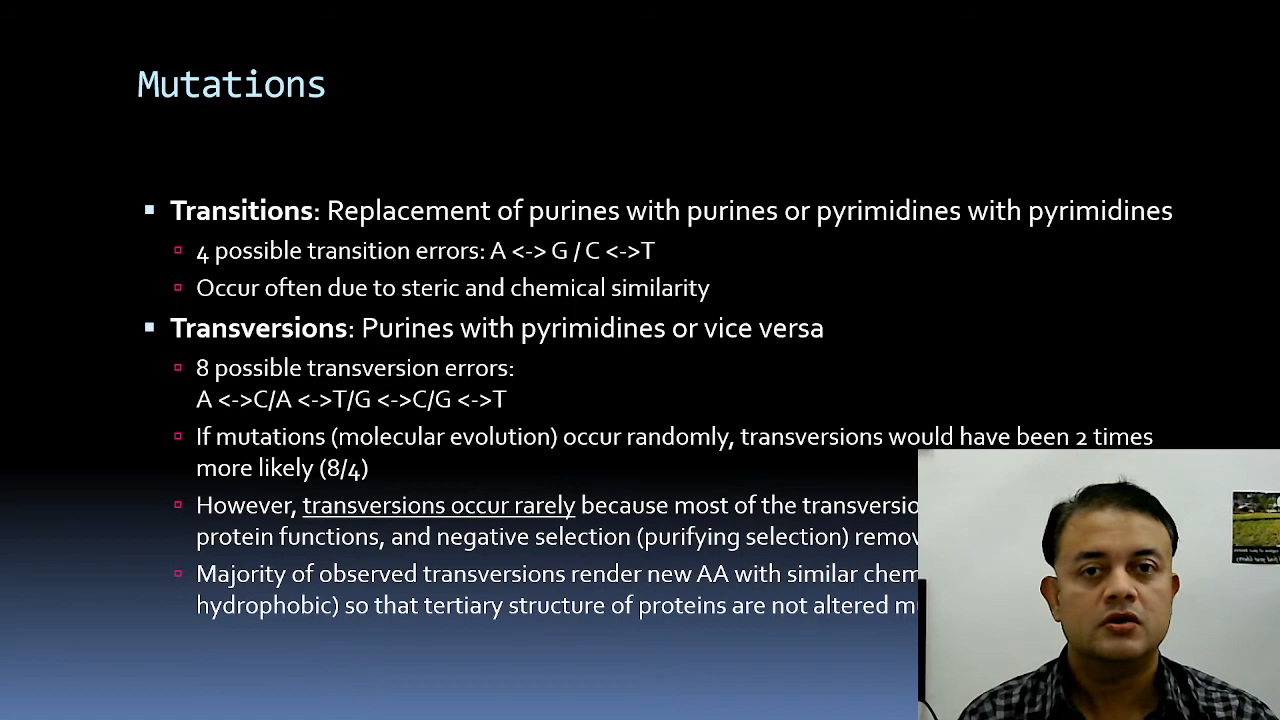 Mutations
Transitions: Replacement of purines with purines or pyrimidines with pyrimidines
4 possible transition errors: A <-> G / C <->T
Occur often due to steric and chemical similarity
Transversions: Purines with pyrimidines or vice versa
8 possible transversion errors:
A <->C/A <->T/G <->C/G <->T
If mutations (molecular evolution) occur randomly, transversions would have been 2 times
more likely (8/4)
However, transversions occur rarely because most of the
protein functions, and negative selection (purifying selection)
Majority of observed transversions render new AA with similar
hydrophobic) so that tertiary structure of proteins are not altered